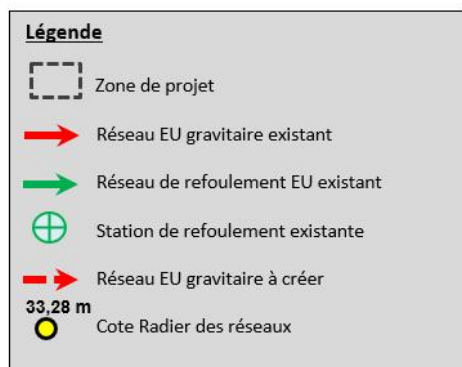 Légende
Zone de projet
Réseau EU gravitaire existant
Réseau de refoulement EU existant
Station de refoulement existante
Réseau EU gravitaire à créer
33,28 m
Cote Radier des réseaux